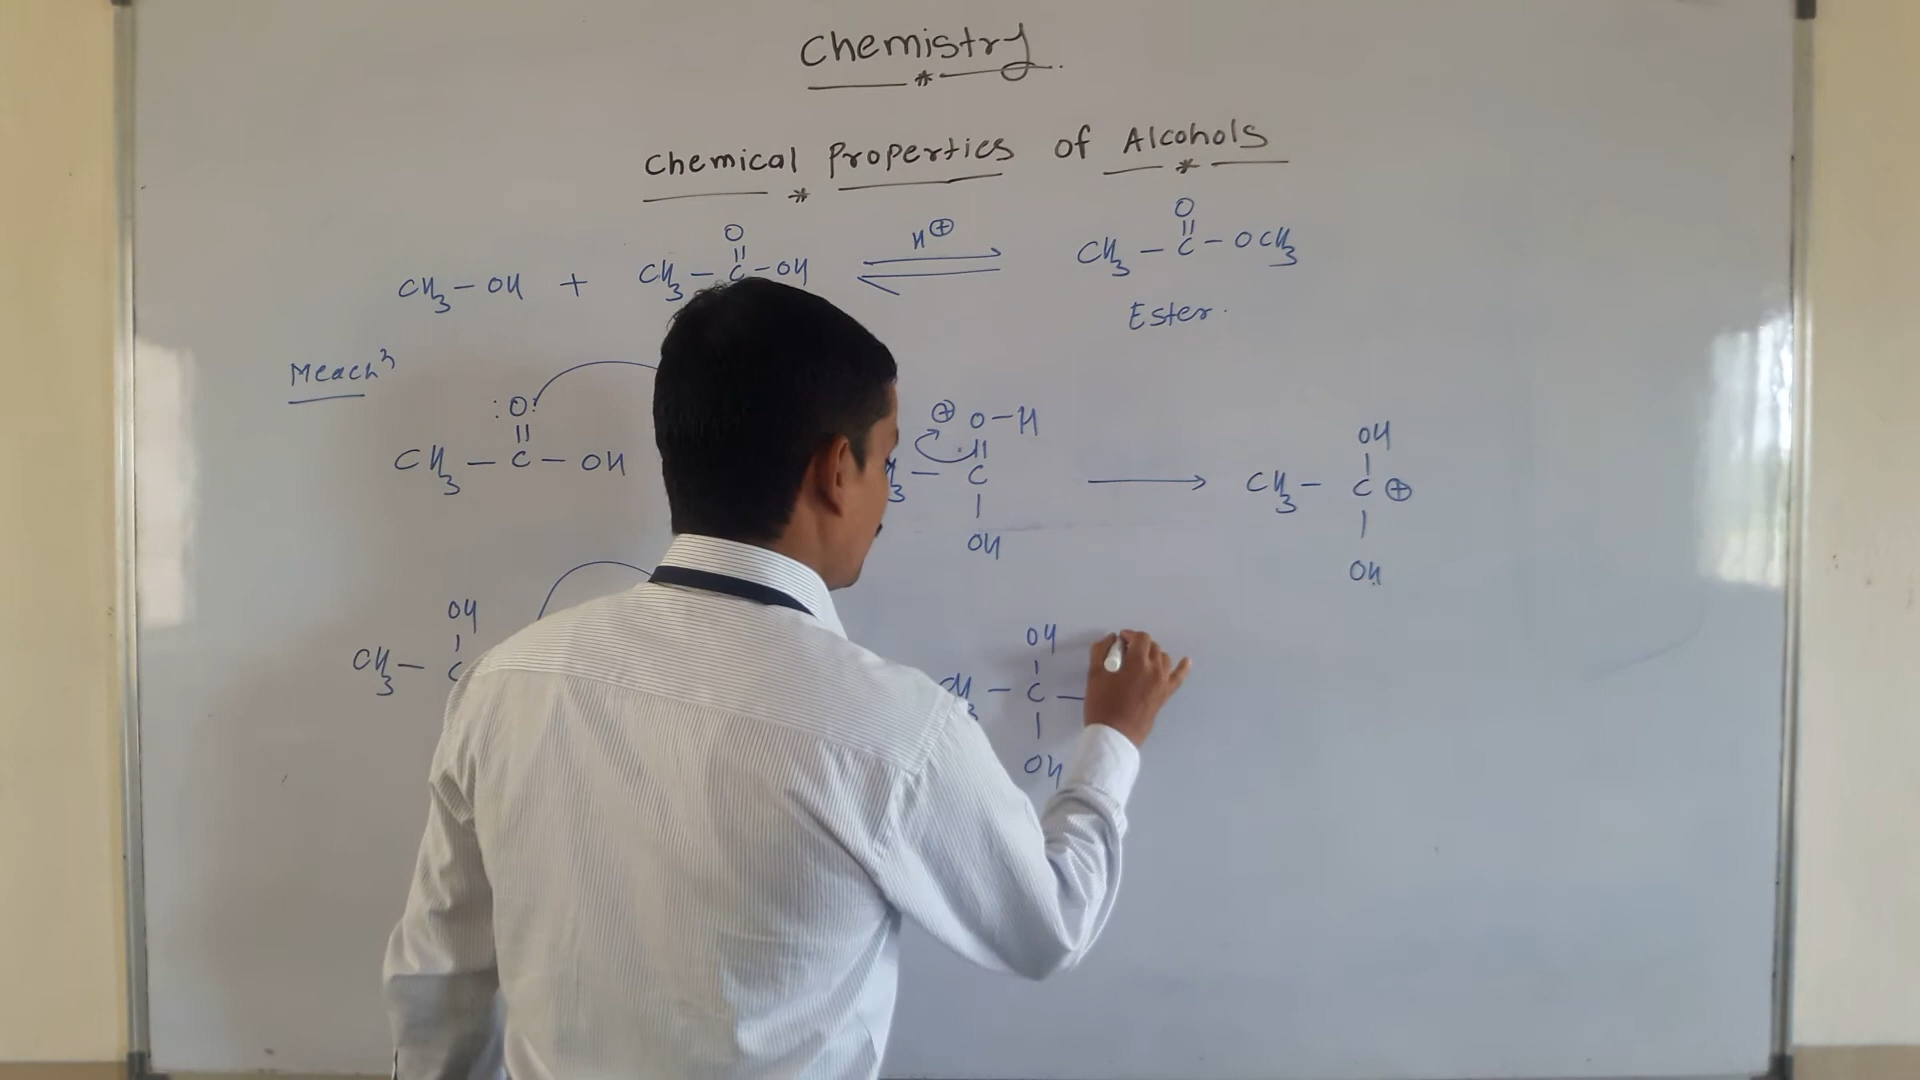 Chemistry
Chemical Properties of Alcohols
O
CH3 - OH + CH3 - C - OH ⇌ H⊕ CH3 - C - OCH3
Ester.
Meach3
:O:
CH3 - C - OH
⊕ O-H
C
OH
OH
CH3 - C ⊕
OH
OH
CH3 - C
OH
CH3 - C -
OH